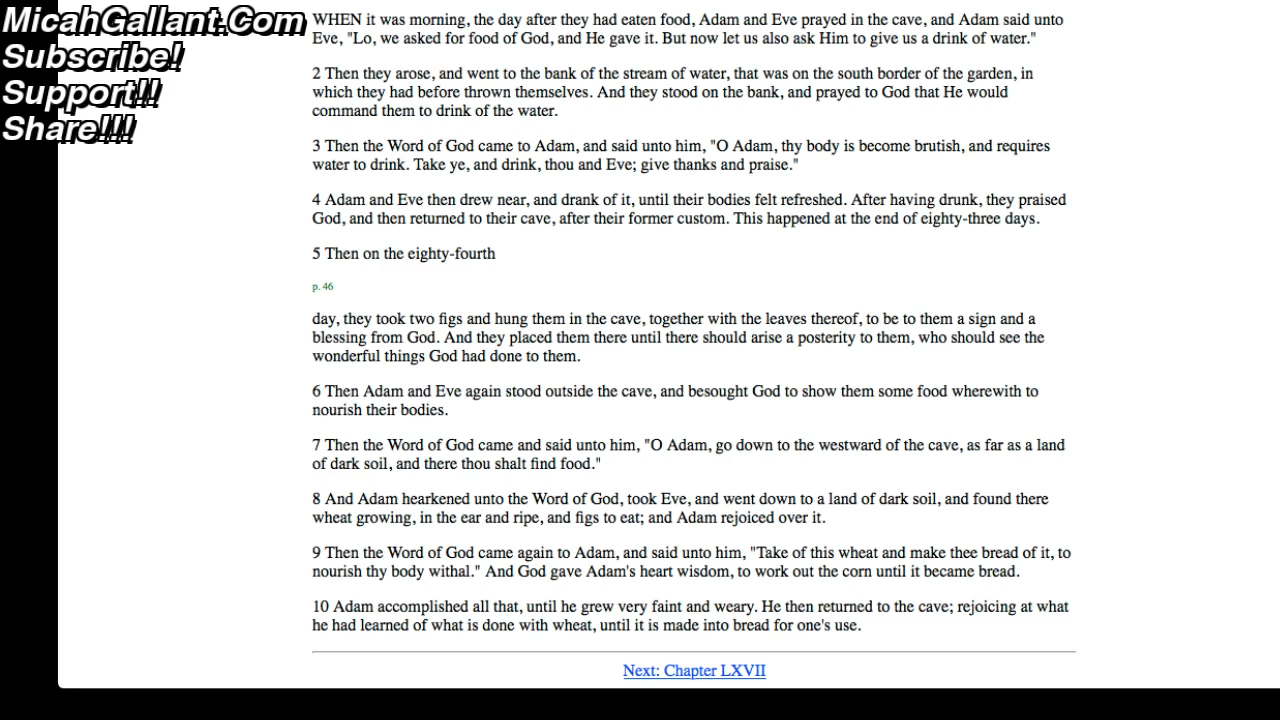 MicahGallant.Com
Subscribe!
Support!!
Share!!!
WHEN it was morning, the day after they had eaten food, Adam and Eve prayed in the cave, and Adam said unto
Eve, "Lo, we asked for food of God, and He gave it. But now let us also ask Him to give us a drink of water."
2 Then they arose, and went to the bank of the stream of water, that was on the south border of the garden, in
which they had before thrown themselves. And they stood on the bank, and prayed to God that He would
command them to drink of the water.
3 Then the Word of God came to Adam, and said unto him, "O Adam, thy body is become brutish, and requires
water to drink. Take ye, and drink, thou and Eve; give thanks and praise."
4 Adam and Eve then drew near, and drank of it, until their bodies felt refreshed. After having drunk, they praised
God, and then returned to their cave, after their former custom. This happened at the end of eighty-three days.
5 Then on the eighty-fourth
p. 46
day, they took two figs and hung them in the cave, together with the leaves thereof, to be to them a sign and a
blessing from God. And they placed them there until there should arise a posterity to them, who should see the
wonderful things God had done to them.
6 Then Adam and Eve again stood outside the cave, and besought God to show them some food wherewith to
nourish their bodies.
7 Then the Word of God came and said unto him, "O Adam, go down to the westward of the cave, as far as a land
of dark soil, and there thou shalt find food."
8 And Adam hearkened unto the Word of God, took Eve, and went down to a land of dark soil, and found there
wheat growing, in the ear and ripe, and figs to eat; and Adam rejoiced over it.
9 Then the Word of God came again to Adam, and said unto him, "Take of this wheat and make thee bread of it, to
nourish thy body withal." And God gave Adam's heart wisdom, to work out the corn until it became bread.
10 Adam accomplished all that, until he grew very faint and weary. He then returned to the cave; rejoicing at what
he had learned of what is done with wheat, until it is made into bread for one's use.
Next: Chapter LXVII